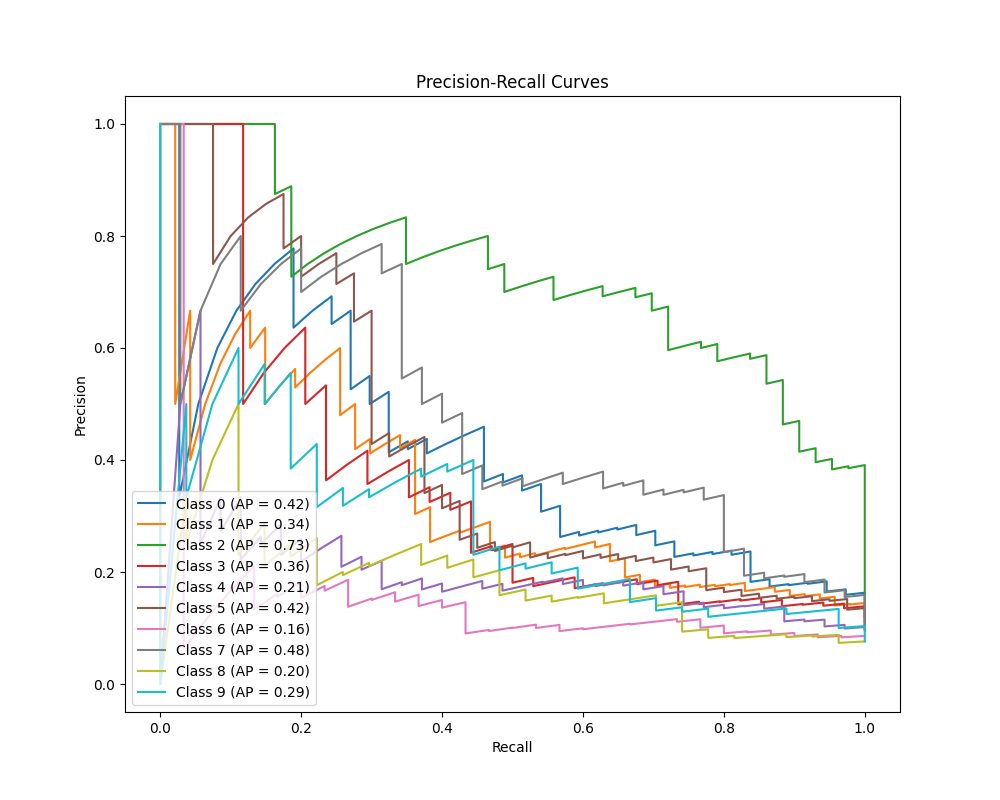 Precision-Recall Curves
1.0
0.8
0.6
0.4
0.2
0.0
Precision
Class 0 (AP = 0.42)
Class 1 (AP = 0.34)
Class 2 (AP = 0.73)
Class 3 (AP = 0.36)
Class 4 (AP = 0.21)
Class 5 (AP = 0.42)
Class 6 (AP = 0.16)
Class 7 (AP = 0.48)
Class 8 (AP = 0.20)
Class 9 (AP = 0.29)
0.0 0.2 0.4 0.6 0.8 1.0
Recall